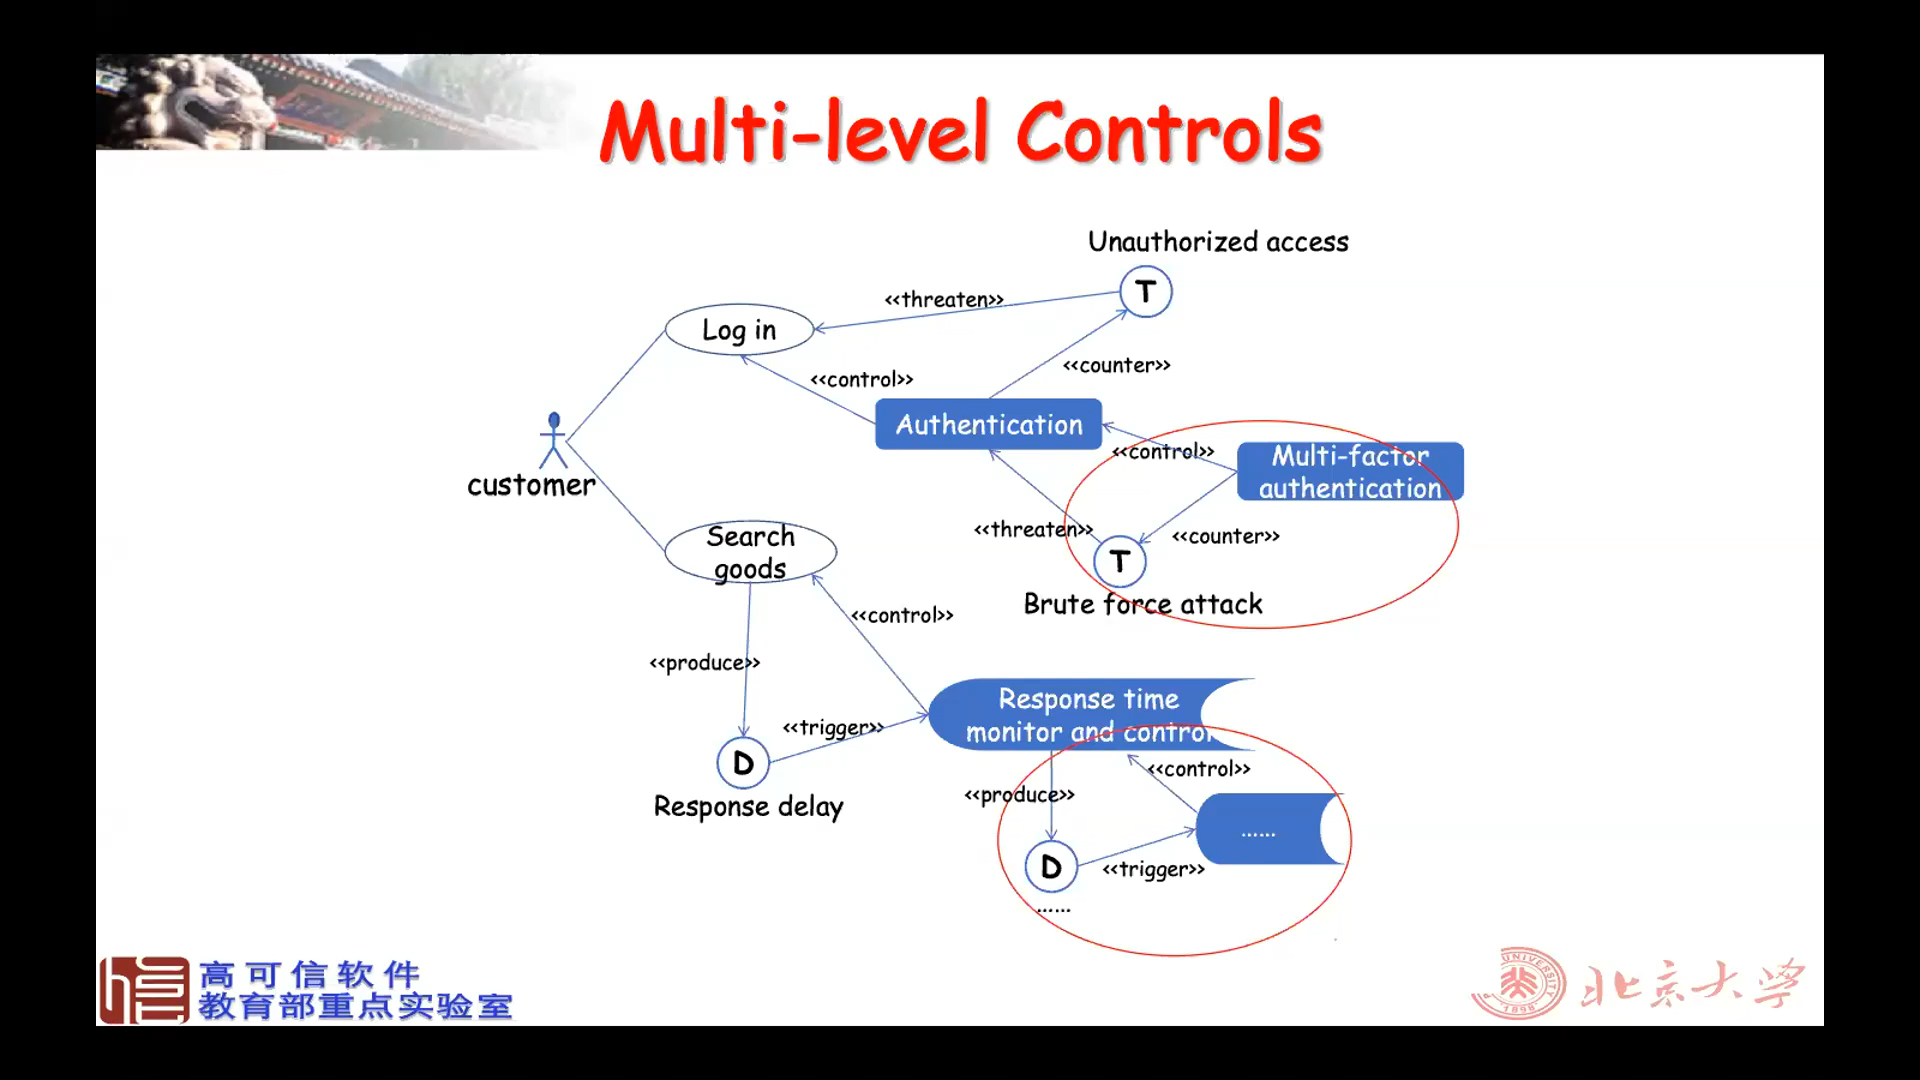 Multi-level Controls
Unauthorized access
T
<<threaten>>
Log in
<<counter>>
<<control>>
Authentication
<<control>>
Multi-factor
authentication
customer
<<threaten>>
<<counter>>
Search
goods
T
Brute force attack
<<control>>
<<produce>>
Response time
monitor and control
<<trigger>>
D
Response delay
<<control>>
<<produce>>
......
D
<<trigger>>
......
高可信软件
教育部重点实验室
UNIVERSITY
1898
北京大学